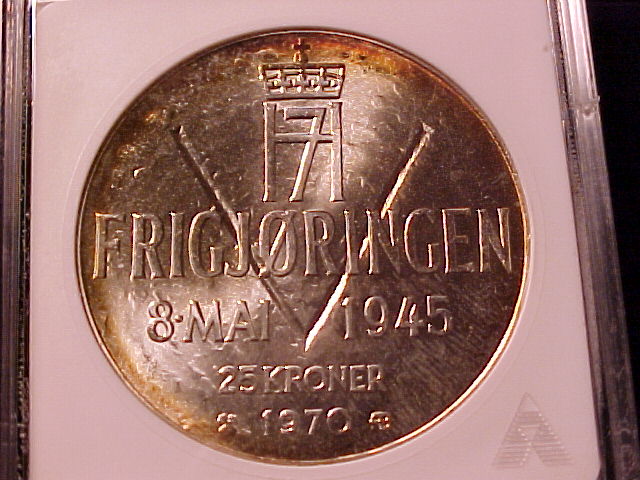 H7
FRIGJØRINGEN
8·MAI 1945
25 KRONER
1970